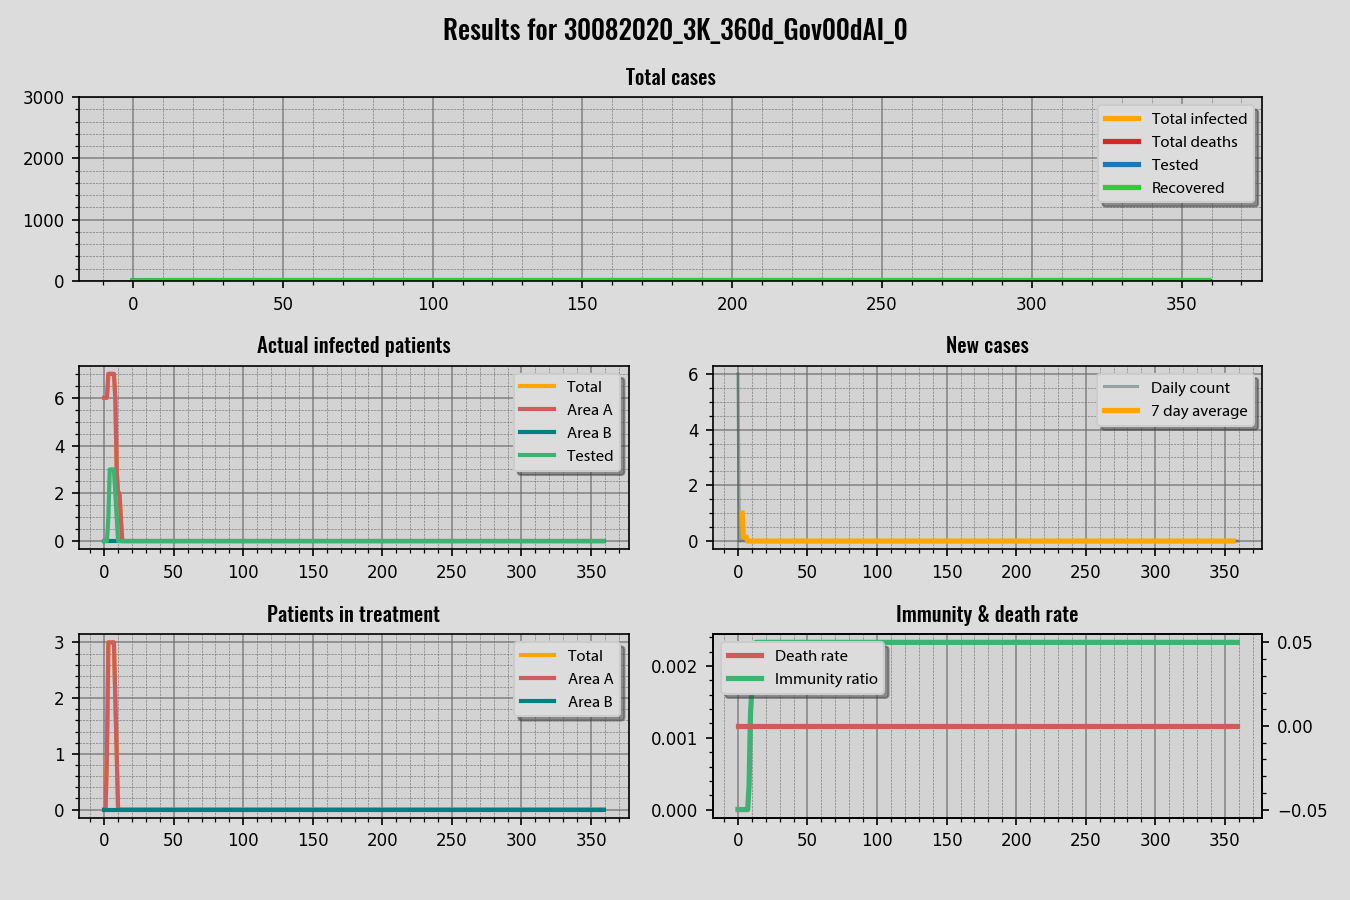 Results for 30082020_3K_360d_Gov00dAI_0
Total cases
3000
2000
1000
0
Total infected
Total deaths
Tested
Recovered
0 50 100 150 200 250 300 350
Actual infected patients
6
4
2
0
Total
Area A
Area B
Tested
0 50 100 150 200 250 300 350
New cases
6
4
2
0
Daily count
7 day average
0 50 100 150 200 250 300 350
Patients in treatment
3
2
1
0
Total
Area A
Area B
0 50 100 150 200 250 300 350
Immunity & death rate
0.002
0.001
0.000
Death rate
Immunity ratio
0.05
0.00
−0.05
0 50 100 150 200 250 300 350